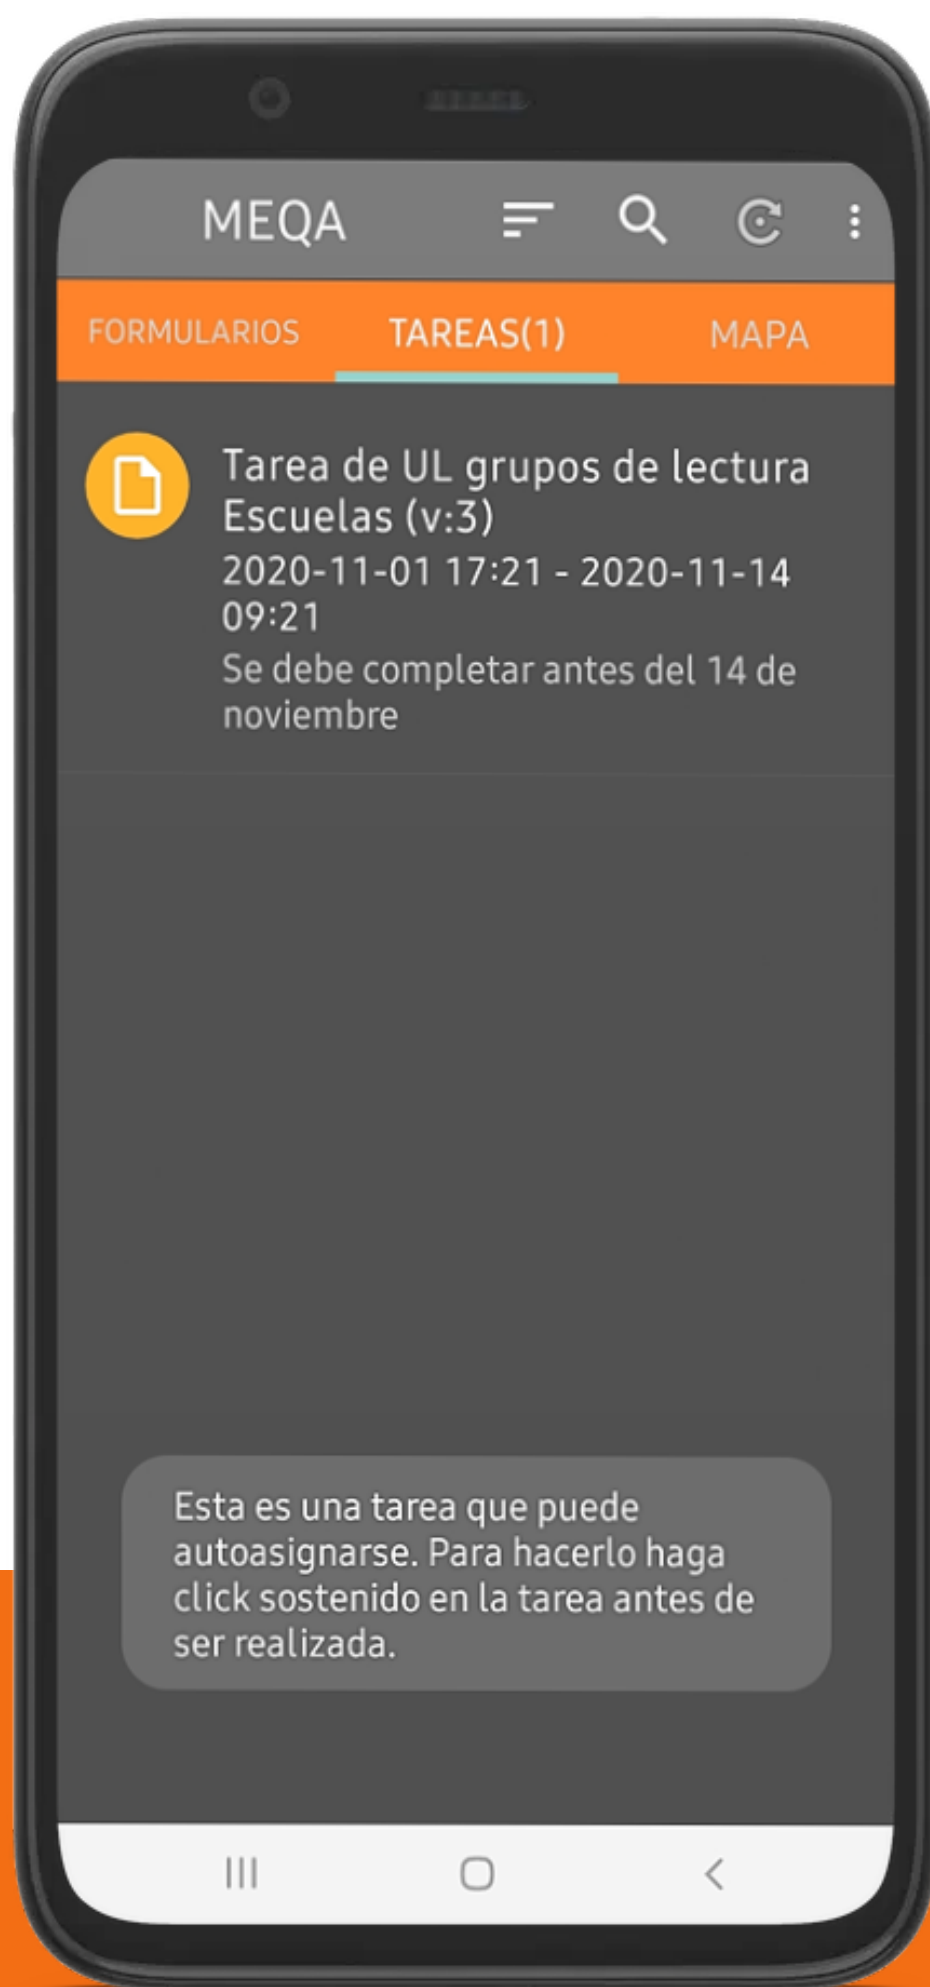 MEQA
FORMULARIOS TAREAS(1) MAPA
Tarea de UL grupos de lectura
Escuelas (v:3)
2020-11-01 17:21 - 2020-11-14
09:21
Se debe completar antes del 14 de
noviembre
Esta es una tarea que puede
autoasignarse. Para hacerlo haga
click sostenido en la tarea antes de
ser realizada.